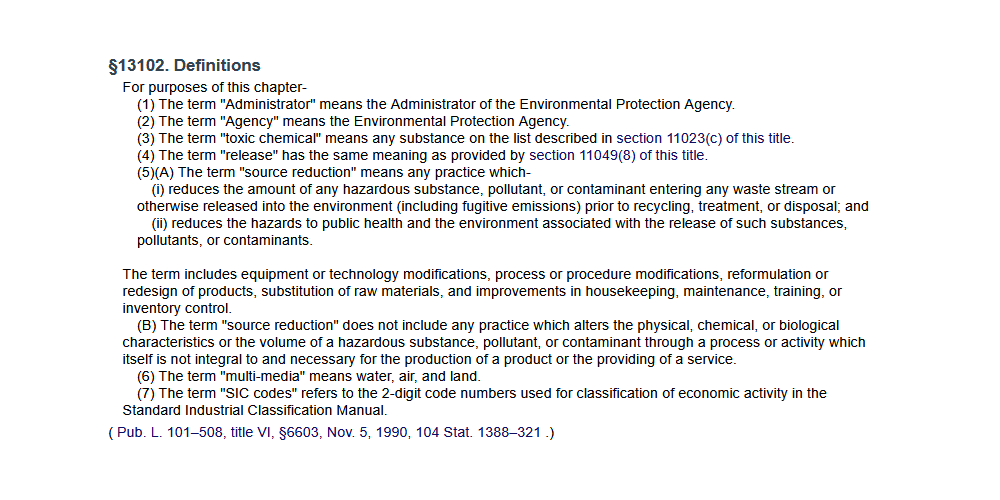 §13102. Definitions
For purposes of this chapter-
(1) The term "Administrator" means the Administrator of the Environmental Protection Agency.
(2) The term "Agency" means the Environmental Protection Agency.
(3) The term "toxic chemical" means any substance on the list described in section 11023(c) of this title.
(4) The term "release" has the same meaning as provided by section 11049(8) of this title.
(5)(A) The term "source reduction" means any practice which-
(i) reduces the amount of any hazardous substance, pollutant, or contaminant entering any waste stream or
otherwise released into the environment (including fugitive emissions) prior to recycling, treatment, or disposal; and
(ii) reduces the hazards to public health and the environment associated with the release of such substances,
pollutants, or contaminants.
The term includes equipment or technology modifications, process or procedure modifications, reformulation or
redesign of products, substitution of raw materials, and improvements in housekeeping, maintenance, training, or
inventory control.
(B) The term "source reduction" does not include any practice which alters the physical, chemical, or biological
characteristics or the volume of a hazardous substance, pollutant, or contaminant through a process or activity which
itself is not integral to and necessary for the production of a product or the providing of a service.
(6) The term "multi-media" means water, air, and land.
(7) The term "SIC codes" refers to the 2-digit code numbers used for classification of economic activity in the
Standard Industrial Classification Manual.
( Pub. L. 101–508, title VI, §6603, Nov. 5, 1990, 104 Stat. 1388–321 .)